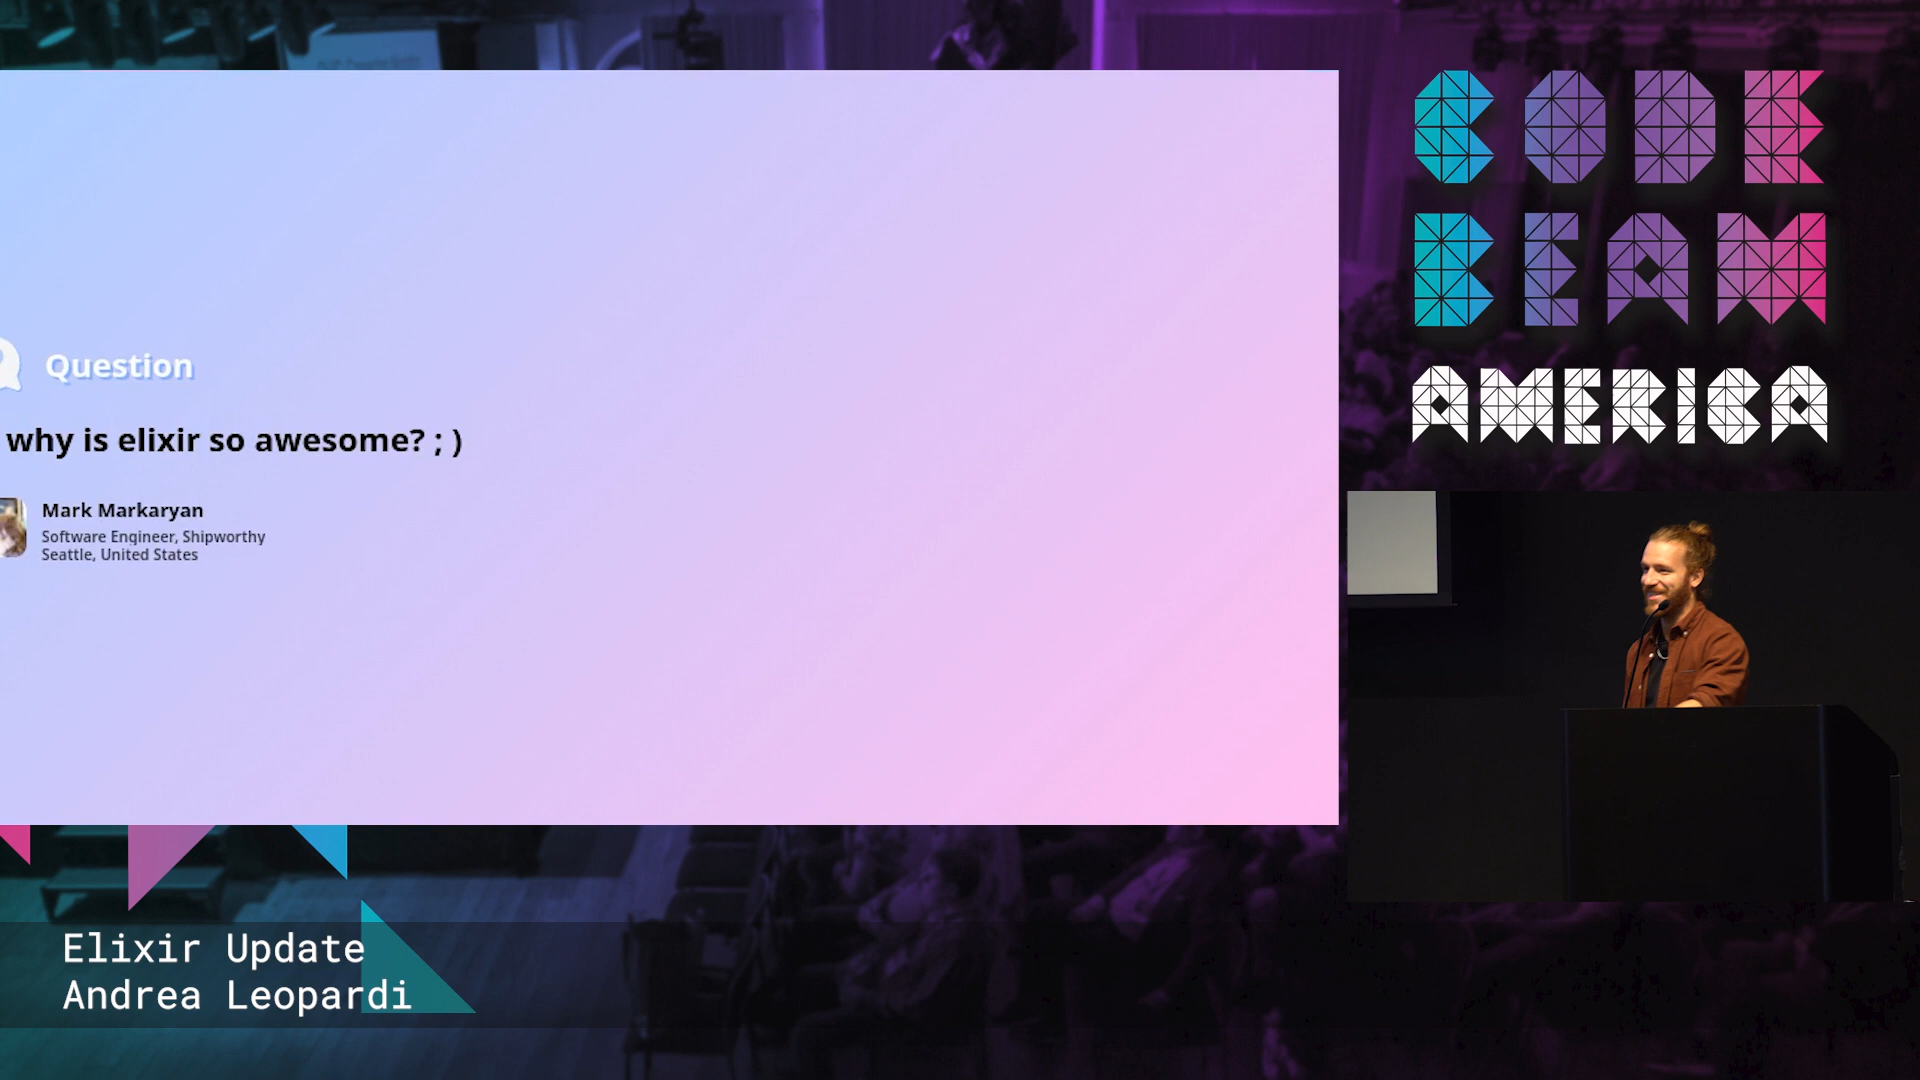 CODE
BEAM
AMERICA
Question
why is elixir so awesome? ; )
Mark Markaryan
Software Engineer, Shipworthy
Seattle, United States
Elixir Update
Andrea Leopardi